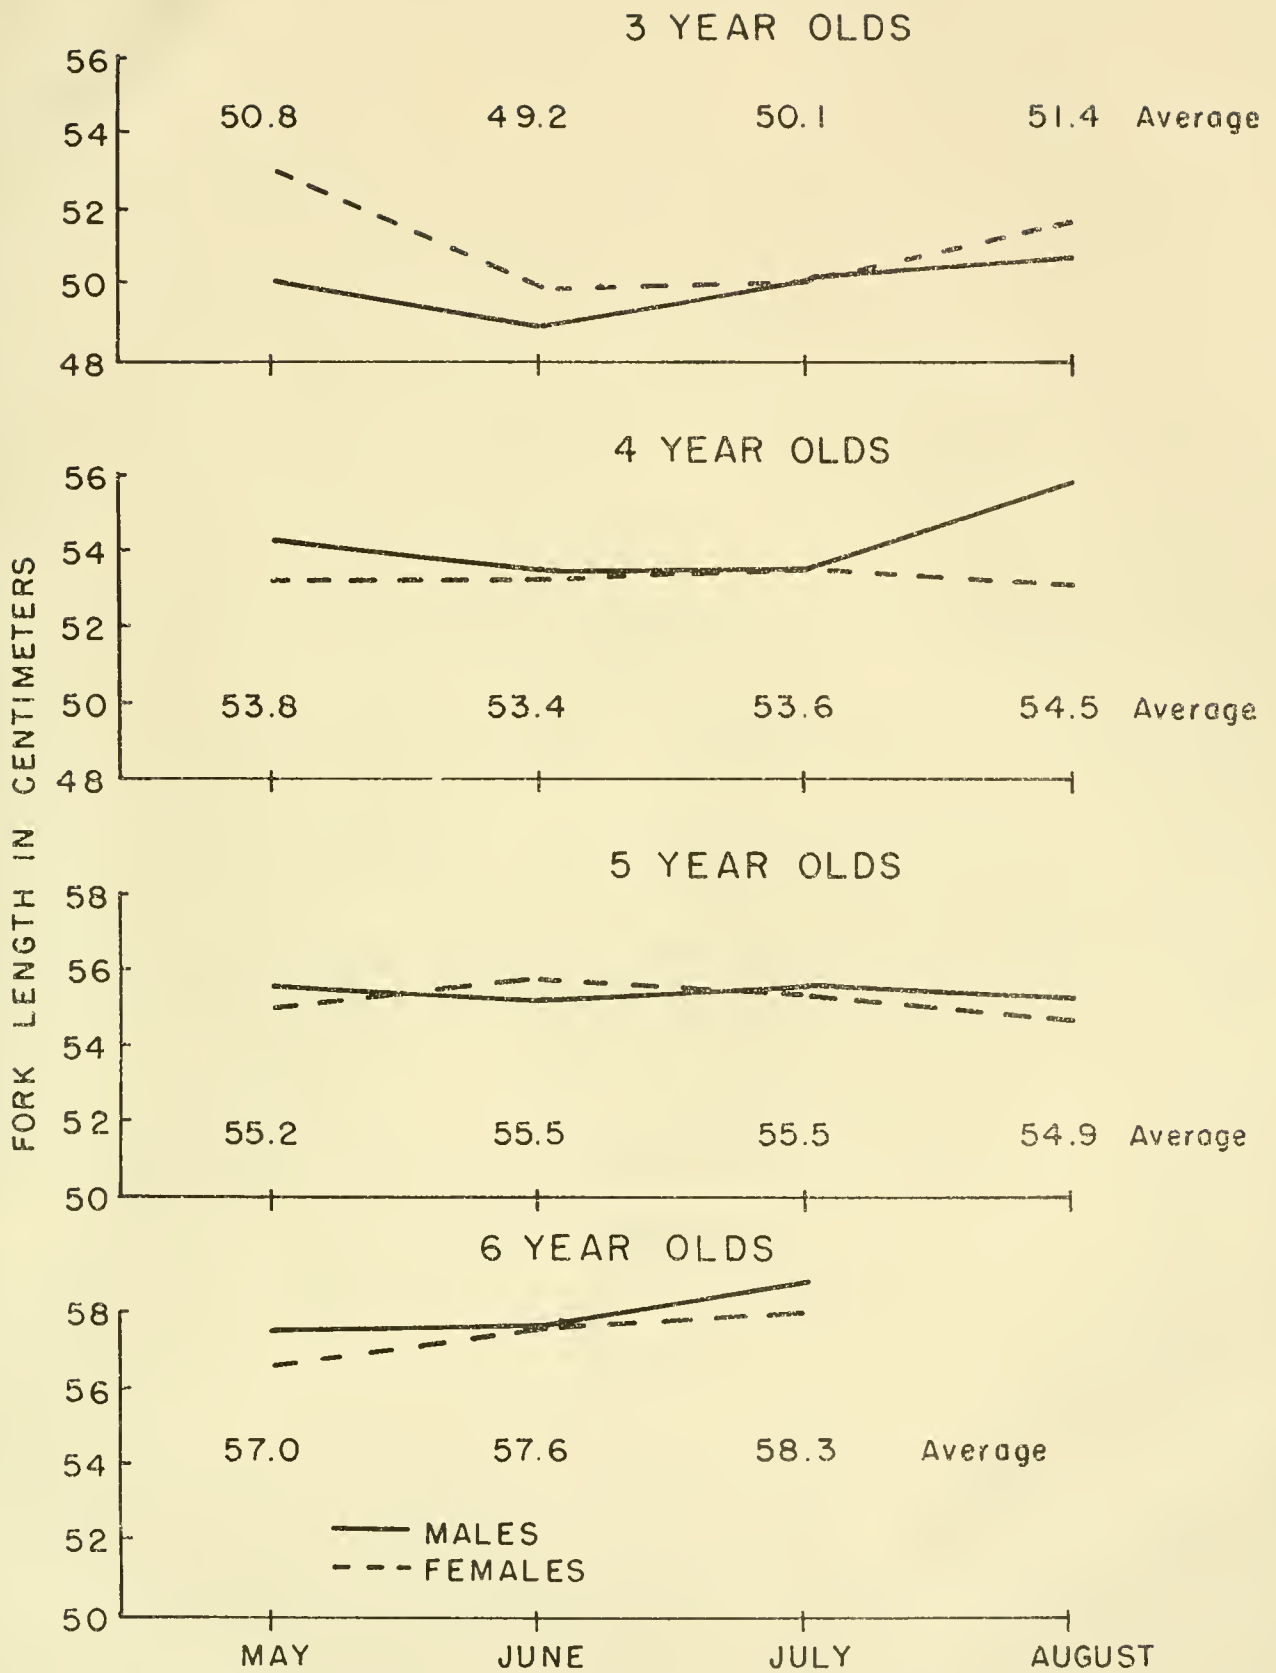 3 YEAR OLDS
56
50.8 49.2 50.1 51.4 Average
54
52
50
48
4 YEAR OLDS
56
54
52
50 53.8 53.4 53.6 54.5 Average
48
FORK LENGTH IN CENTIMETERS
5 YEAR OLDS
58
56
54
52 55.2 55.5 55.5 54.9 Average
50
6 YEAR OLDS
58
56
57.0 57.6 58.3 Average
54
MALES
52
FEMALES
50
MAY JUNE JULY AUGUST